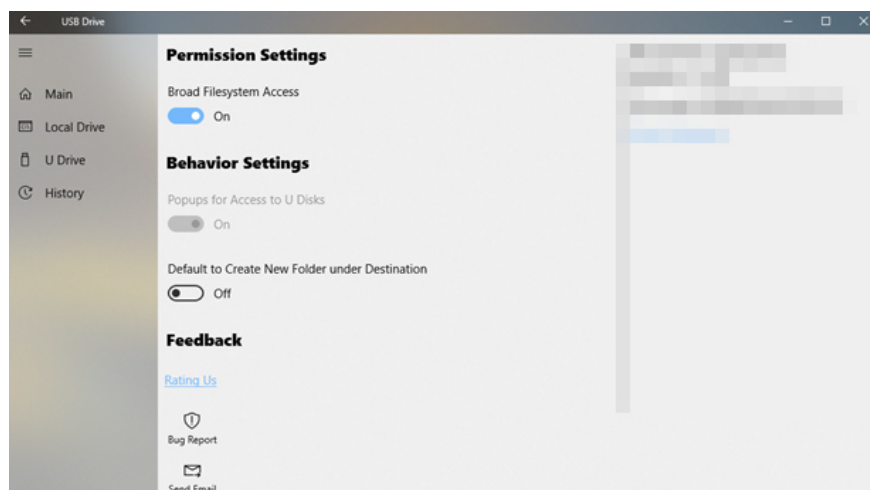 USB Drive
Main
Local Drive
U Drive
History
Permission Settings
Broad Filesystem Access
On
Behavior Settings
Popups for Access to U Disks
On
Default to Create New Folder under Destination
Off
Feedback
Rating Us
Bug Report
Send Email